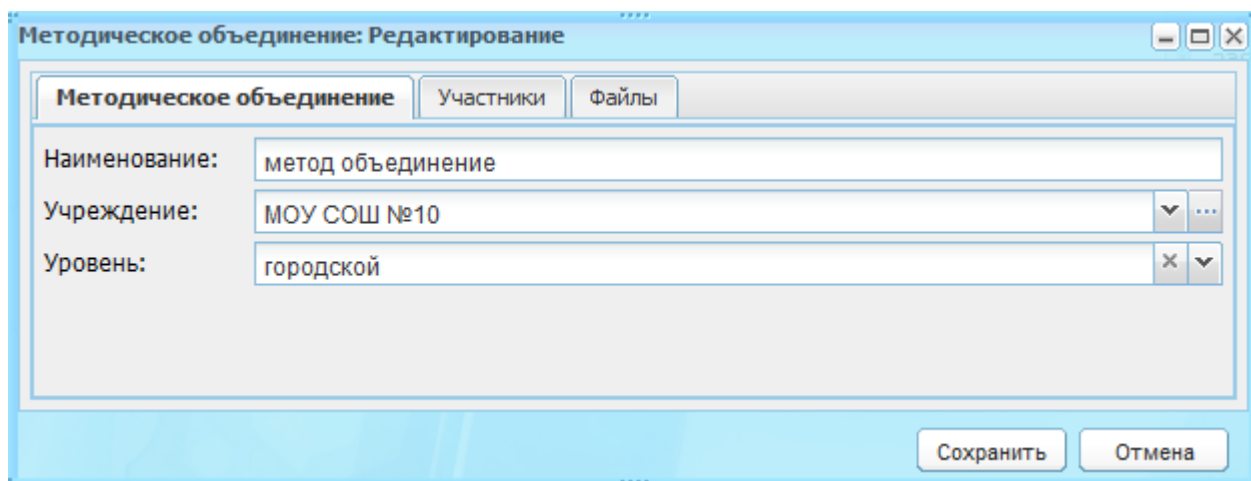 Методическое объединение: Редактирование
Методическое объединение Участники Файлы
Наименование: метод объединение
Учреждение: МОУ СОШ №10
Уровень: городской
Сохранить Отмена